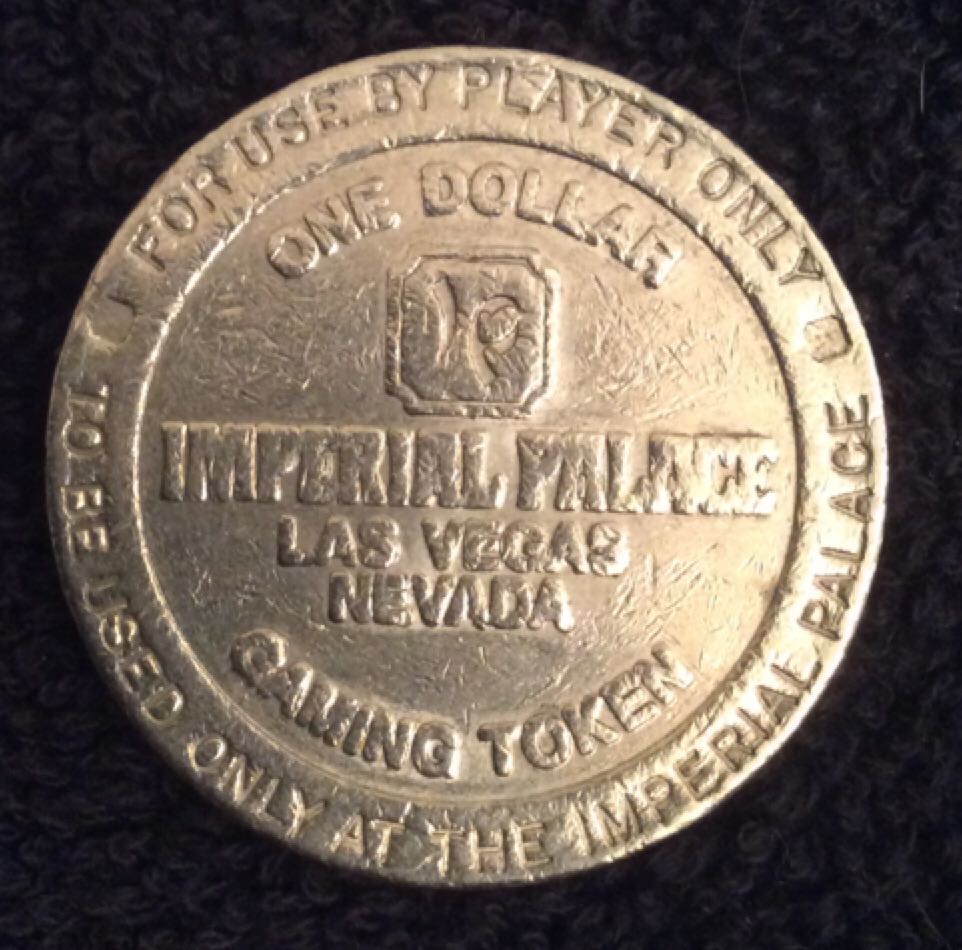 FOR USE BY PLAYER ONLY
ONE DOLLAR
IMPERIAL PALACE
LAS VEGAS
NEVADA
GAMING TOKEN
TO BE USED ONLY AT THE IMPERIAL PALACE